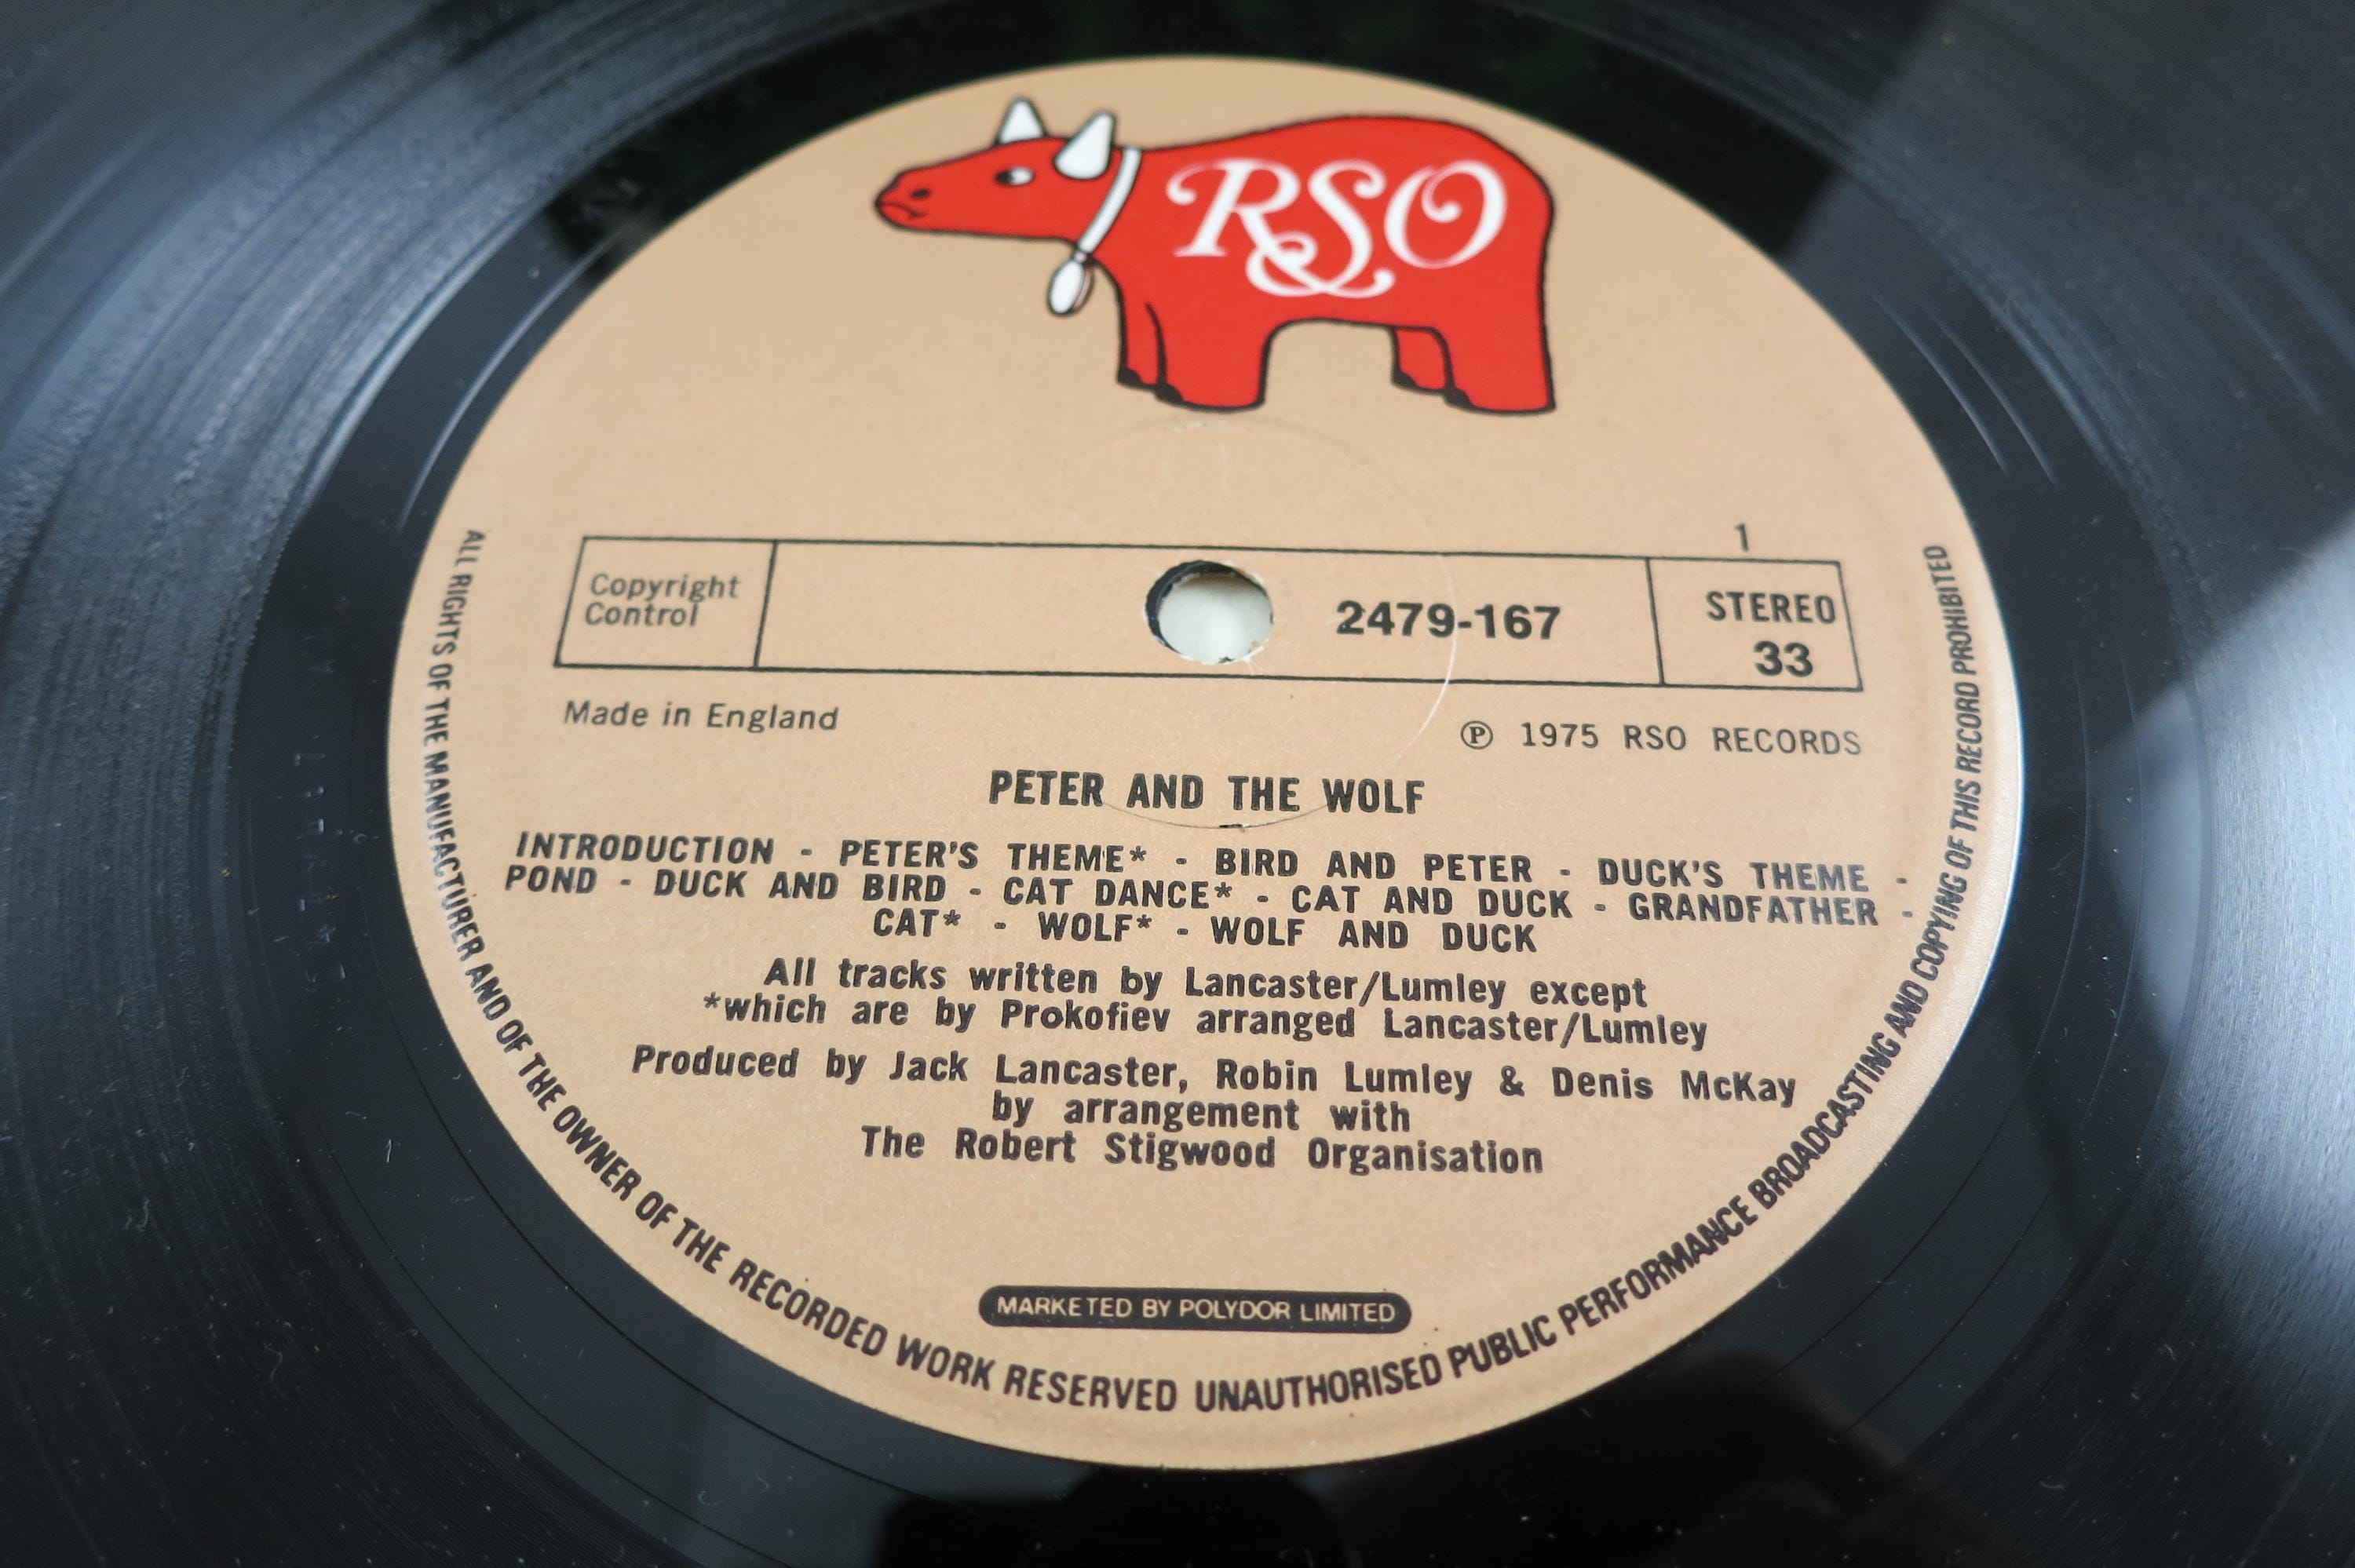 RSO
1
Copyright
Control
2479-167
STEREO
33
Made in England
Ⓟ 1975 RSO RECORDS
PETER AND THE WOLF
INTRODUCTION - PETER'S THEME* - BIRD AND PETER - DUCK'S THEME -
POND - DUCK AND BIRD - CAT DANCE* - CAT AND DUCK - GRANDFATHER -
CAT* - WOLF* - WOLF AND DUCK
All tracks written by Lancaster/Lumley except
*which are by Prokofiev arranged Lancaster/Lumley
Produced by Jack Lancaster, Robin Lumley & Denis McKay
by arrangement with
The Robert Stigwood Organisation
MARKETED BY POLYDOR LIMITED
ALL RIGHTS OF THE MANUFACTURER AND OF THE OWNER OF THE RECORDED WORK RESERVED UNAUTHORISED PUBLIC PERFORMANCE BROADCASTING AND COPYING OF THIS RECORD PROHIBITED